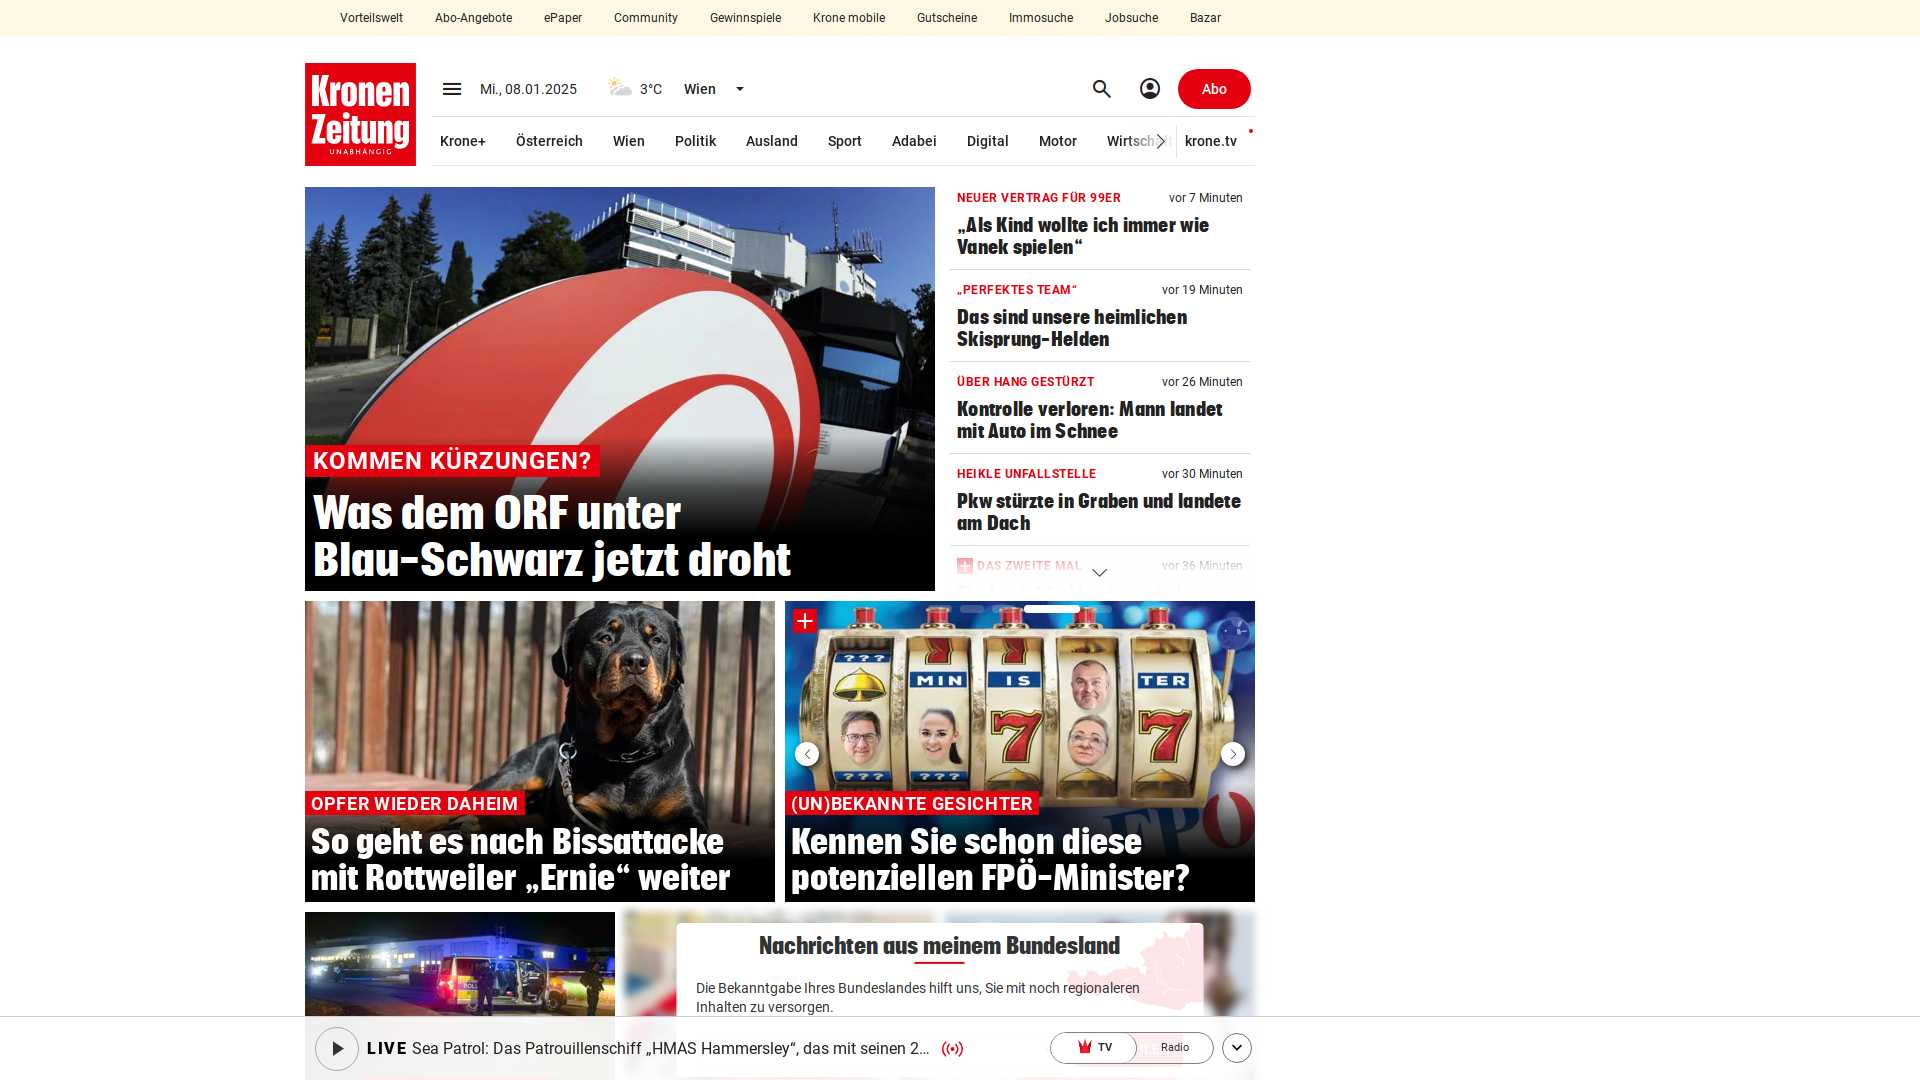 Vorteilswelt Abo-Angebote ePaper Community Gewinnspiele Krone mobile Gutscheine Immosuche Jobsuche Bazar
Kronen
Zeitung
UNABHÄNGIG
Mi., 08.01.2025 3°C Wien Abo
Krone+ Österreich Wien Politik Ausland Sport Adabei Digital Motor Wirtschaft krone.tv
KOMMEN KÜRZUNGEN?
Was dem ORF unter
Blau-Schwarz jetzt droht
NEUER VERTRAG FÜR 99ER vor 7 Minuten
„Als Kind wollte ich immer wie
Vanek spielen“
„PERFEKTES TEAM“ vor 19 Minuten
Das sind unsere heimlichen
Skisprung-Helden
ÜBER HANG GESTÜRZT vor 26 Minuten
Kontrolle verloren: Mann landet
mit Auto im Schnee
HEIKLE UNFALLSTELLE vor 30 Minuten
Pkw stürzte in Graben und landete
am Dach
DAS ZWEITE MAL vor 36 Minuten
OPFER WIEDER DAHEIM
So geht es nach Bissattacke
mit Rottweiler „Ernie“ weiter
???
MIN IS TER
7 7
??? ???
FPÖ
(UN)BEKANNTE GESICHTER
Kennen Sie schon diese
potenziellen FPÖ-Minister?
Nachrichten aus meinem Bundesland
Die Bekanntgabe Ihres Bundeslandes hilft uns, Sie mit noch regionaleren
Inhalten zu versorgen.
LIVE Sea Patrol: Das Patrouillenschiff „HMAS Hammersley“, das mit seinen 2... TV Radio